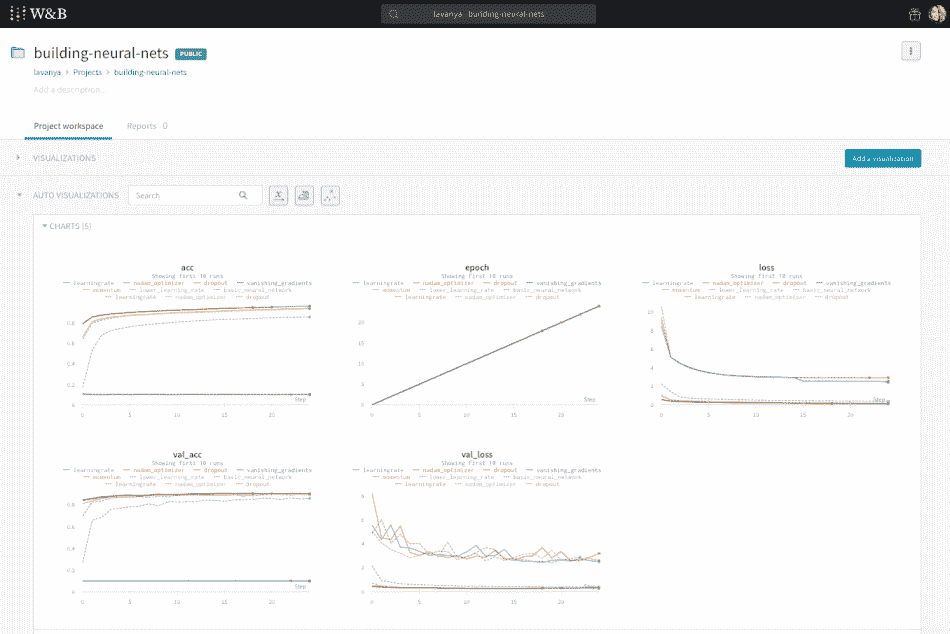 W&B
lavanya building-neural-nets
building-neural-nets PUBLIC
lavanya > Projects > building-neural-nets
Add a description...
Project workspace Reports 0
VISUALIZATIONS
Add a visualization
AUTO VISUALIZATIONS Search
CHARTS (5)
acc
Showing first 10 runs
learningrate nadam_optimizer dropout vanishing_gradients
momentum lower_learning_rate basic_neural_network
learningrate nadam_optimizer dropout
0.8
0.6
0.4
0.2
0
Step
0 5 10 15 20
epoch
Showing first 10 runs
learningrate nadam_optimizer dropout vanishing_gradients
momentum lower_learning_rate basic_neural_network
learningrate nadam_optimizer dropout
20
15
10
5
0
Step
0 5 10 15 20
loss
Showing first 10 runs
learningrate nadam_optimizer dropout vanishing_gradients
momentum lower_learning_rate basic_neural_network
learningrate nadam_optimizer dropout
10
8
6
4
2
0
Step
0 5 10 15 20
val_acc
Showing first 10 runs
learningrate nadam_optimizer dropout vanishing_gradients
momentum lower_learning_rate basic_neural_network
learningrate nadam_optimizer dropout
0.8
0.6
0.4
0.2
0
Step
0 5 10 15 20
val_loss
Showing first 10 runs
learningrate nadam_optimizer dropout vanishing_gradients
momentum lower_learning_rate basic_neural_network
learningrate nadam_optimizer dropout
8
6
4
2
0
Step
0 5 10 15 20